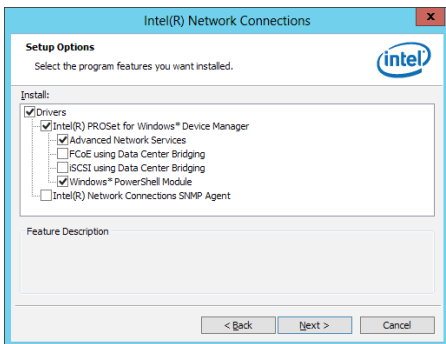 Intel(R) Network Connections
x
Setup Options
Select the program features you want installed.
intel
Install:
Drivers
Intel(R) PROSet for Windows* Device Manager
Advanced Network Services
FCoE using Data Center Bridging
iSCSI using Data Center Bridging
Windows* PowerShell Module
Intel(R) Network Connections SNMP Agent
Feature Description
< Back
Next >
Cancel